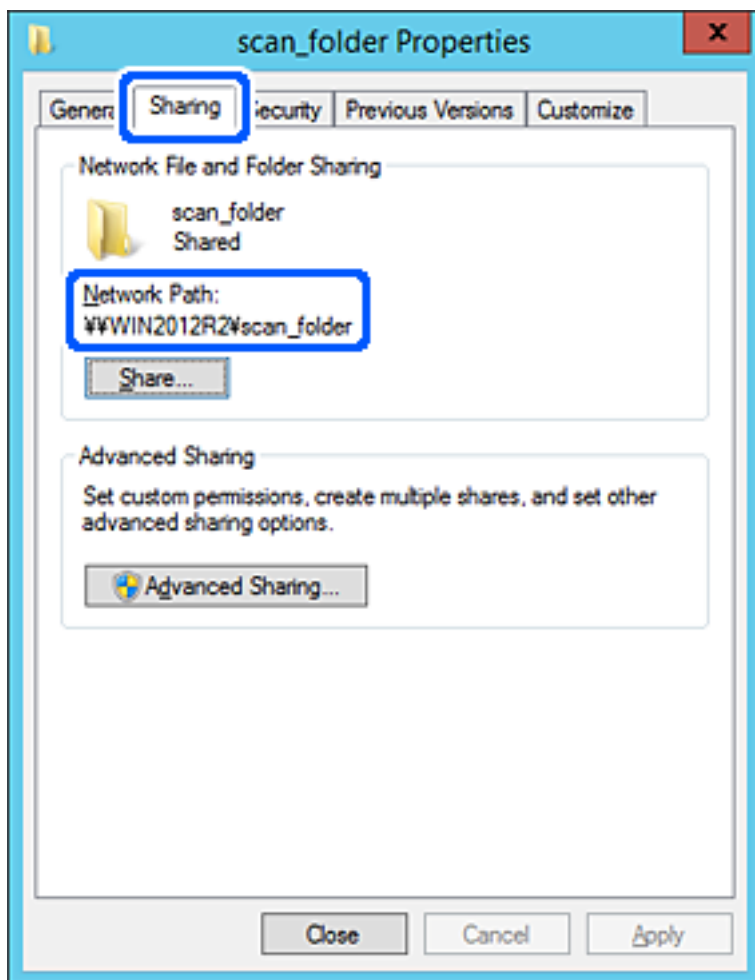 scan_folder Properties
x
Genera Sharing ecurity Previous Versions Customize
Network File and Folder Sharing
scan_folder
Shared
Network Path:
¥¥WIN2012R2¥scan_folder
Share...
Advanced Sharing
Set custom permissions, create multiple shares, and set other
advanced sharing options.
Advanced Sharing...
Close Cancel Apply